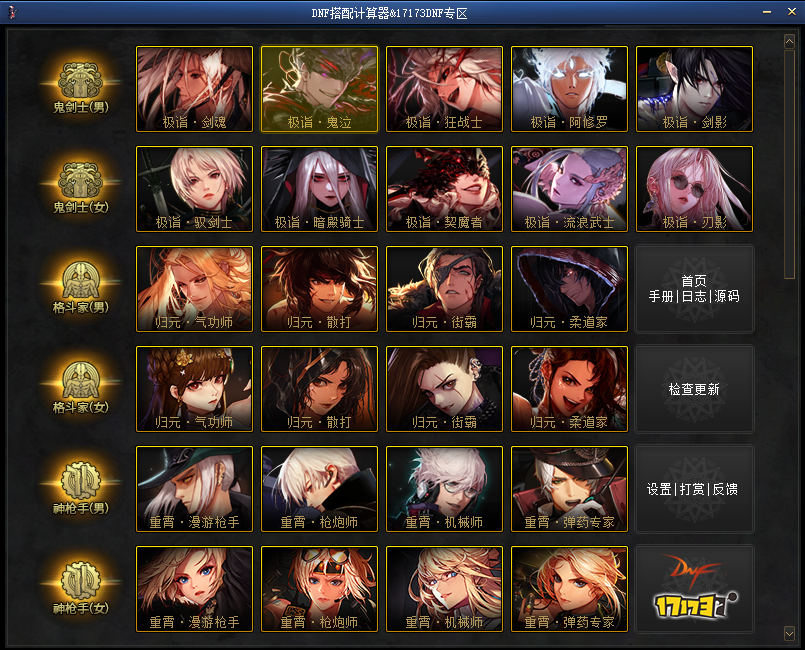 DNF搭配计算器&17173DNF专区
鬼剑士(男)
极诣·剑魂
极诣·鬼泣
极诣·狂战士
极诣·阿修罗
极诣·剑影
鬼剑士(女)
极诣·驭剑士
极诣·暗殿骑士
极诣·契魔者
极诣·流浪武士
极诣·刃影
格斗家(男)
归元·气功师
归元·散打
归元·街霸
归元·柔道家
首页
手册|日志|源码
格斗家(女)
归元·气功师
归元·散打
归元·街霸
归元·柔道家
检查更新
神枪手(男)
重霄·漫游枪手
重霄·枪炮师
重霄·机械师
重霄·弹药专家
设置|打赏|反馈
神枪手(女)
重霄·漫游枪手
重霄·枪炮师
重霄·机械师
重霄·弹药专家
DNF
17173